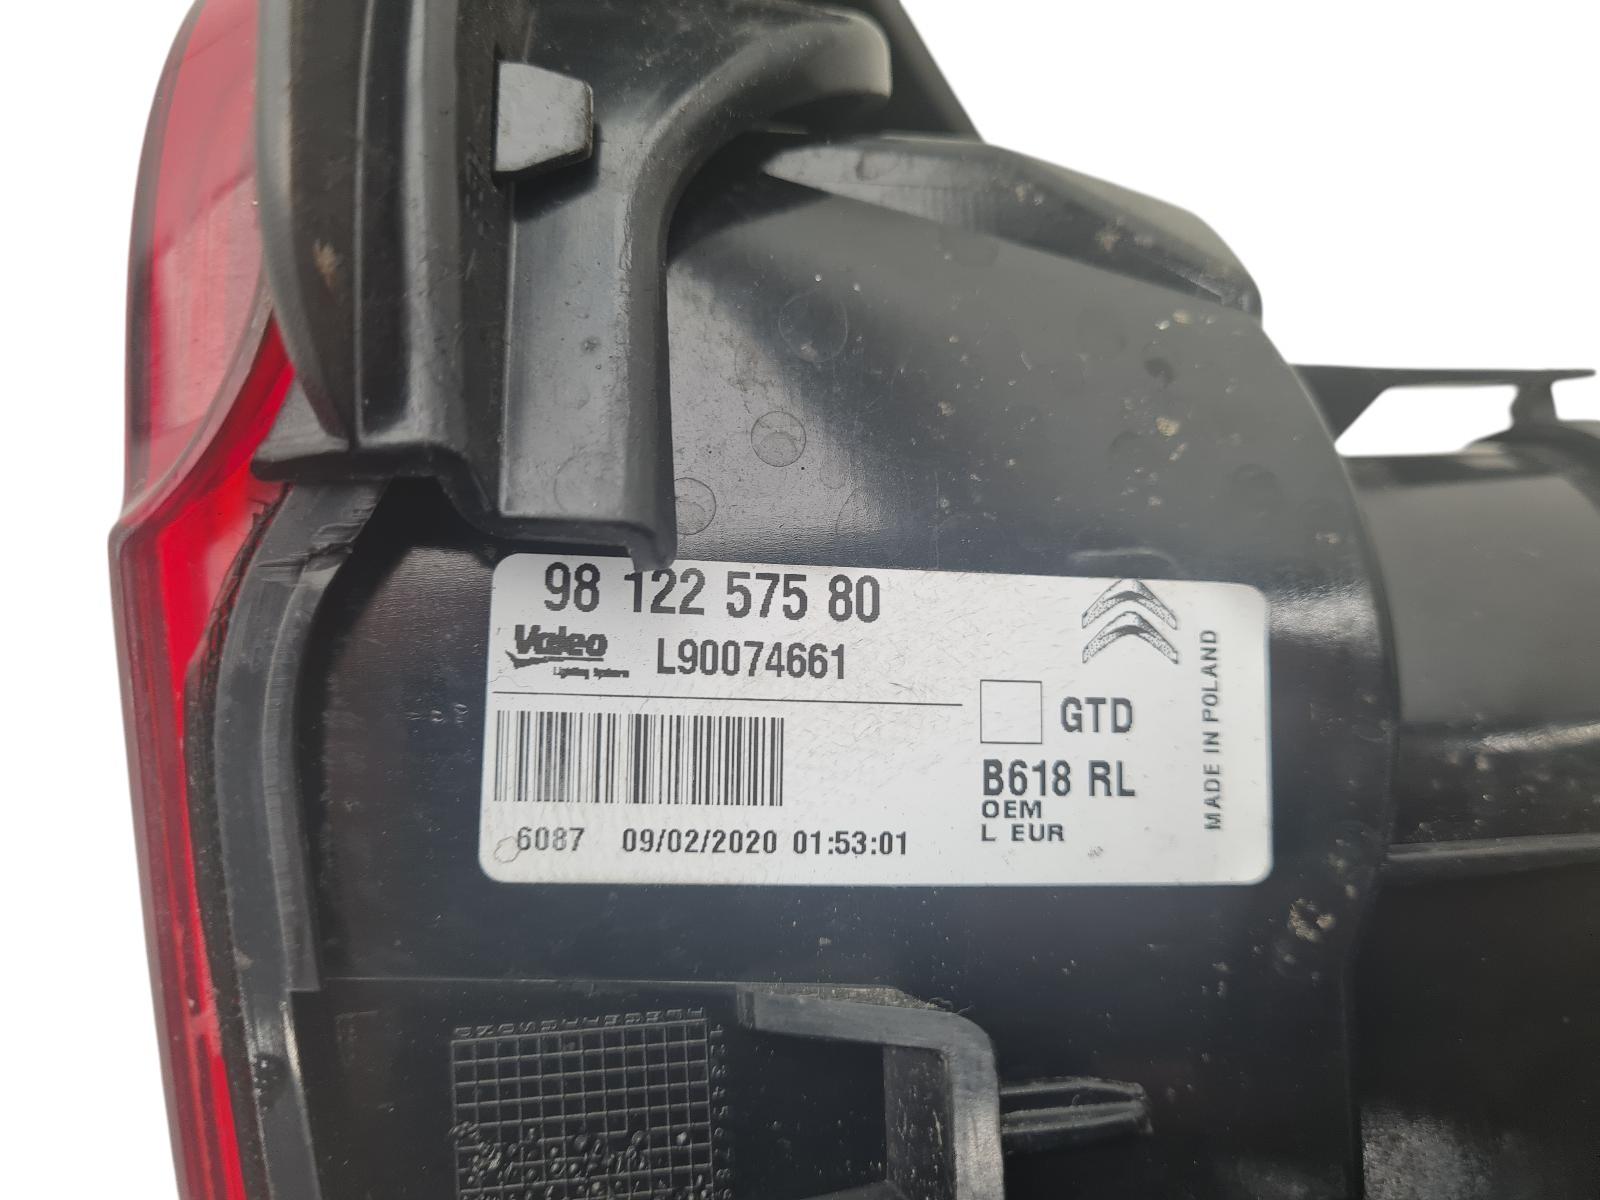 98 122 575 80
Valeo
Lighting Systems
L90074661
GTD
B618 RL
OEM
L EUR
MADE IN POLAND
6087 09/02/2020 01:53:01